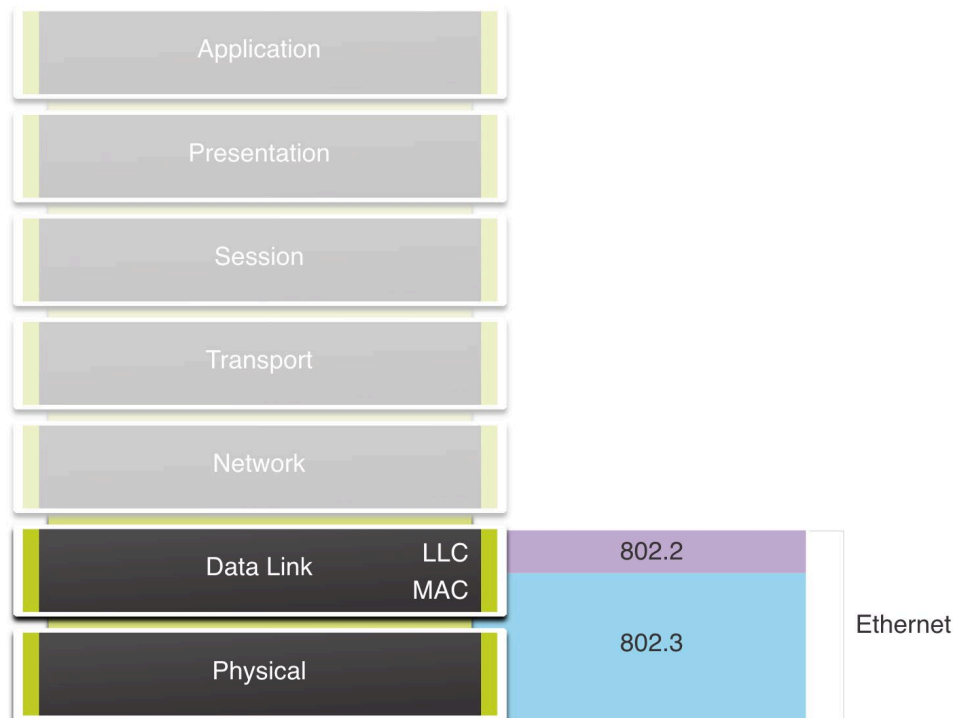 Application
Presentation
Session
Transport
Network
Data Link
LLC
MAC
Physical
802.2
802.3
Ethernet